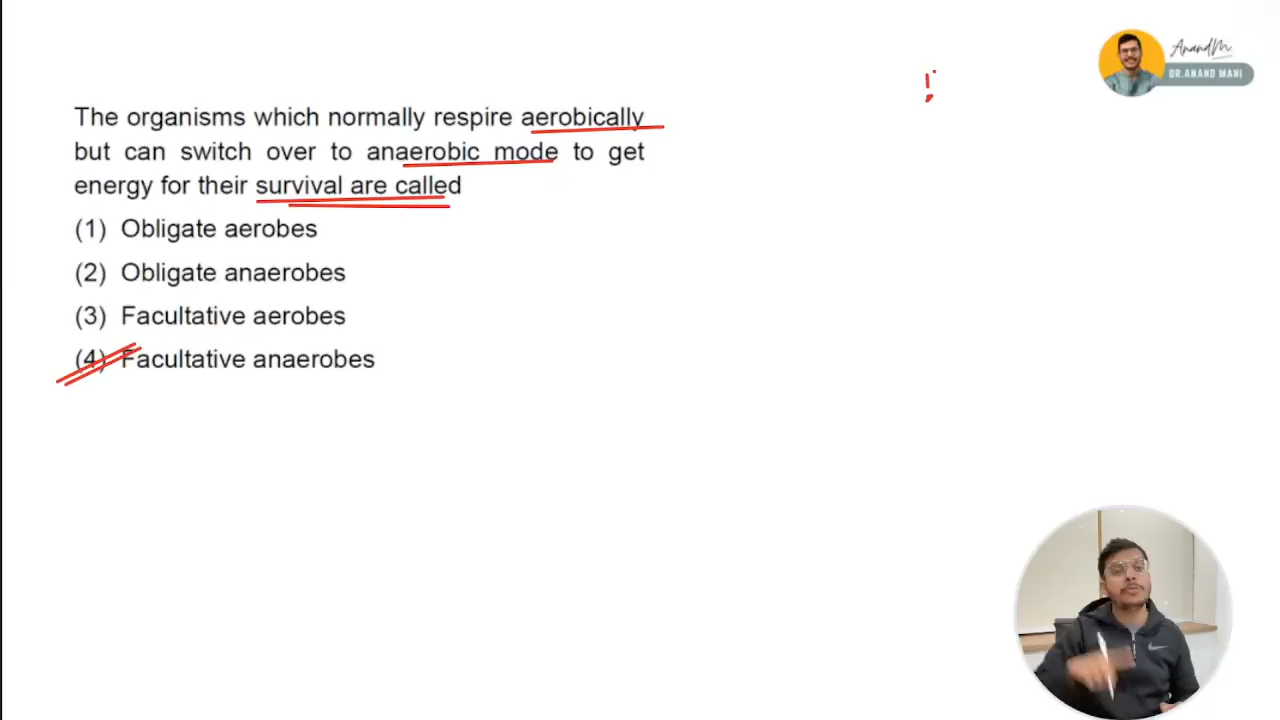 AnandM
DR.ANAND MANI
The organisms which normally respire aerobically
but can switch over to anaerobic mode to get
energy for their survival are called
(1) Obligate aerobes
(2) Obligate anaerobes
(3) Facultative aerobes
(4) Facultative anaerobes